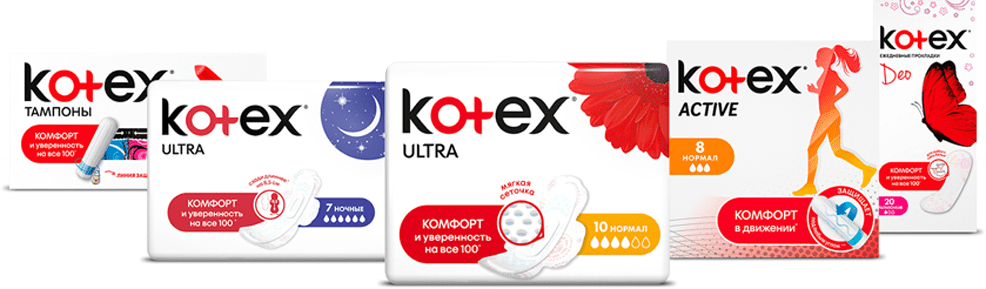 kotex
ТАМПОНЫ
КОМФОРТ
и уверенность
на все 100*
kotex
ULTRA
КОМФОРТ
и уверенность
на все 100*
7 НОЧНЫЕ
kotex
ULTRA
мягкая
сеточка
КОМФОРТ
и уверенность
на все 100*
10 НОРМАЛ
kotex
ACTIVE
8
НОРМАЛ
ЗАЩИЩАЕТ
КОМФОРТ
в движении*
kotex
ЕЖЕДНЕВНЫЕ ПРОКЛАДКИ
Deo
КОМФОРТ
и уверенность
на все 100*
20